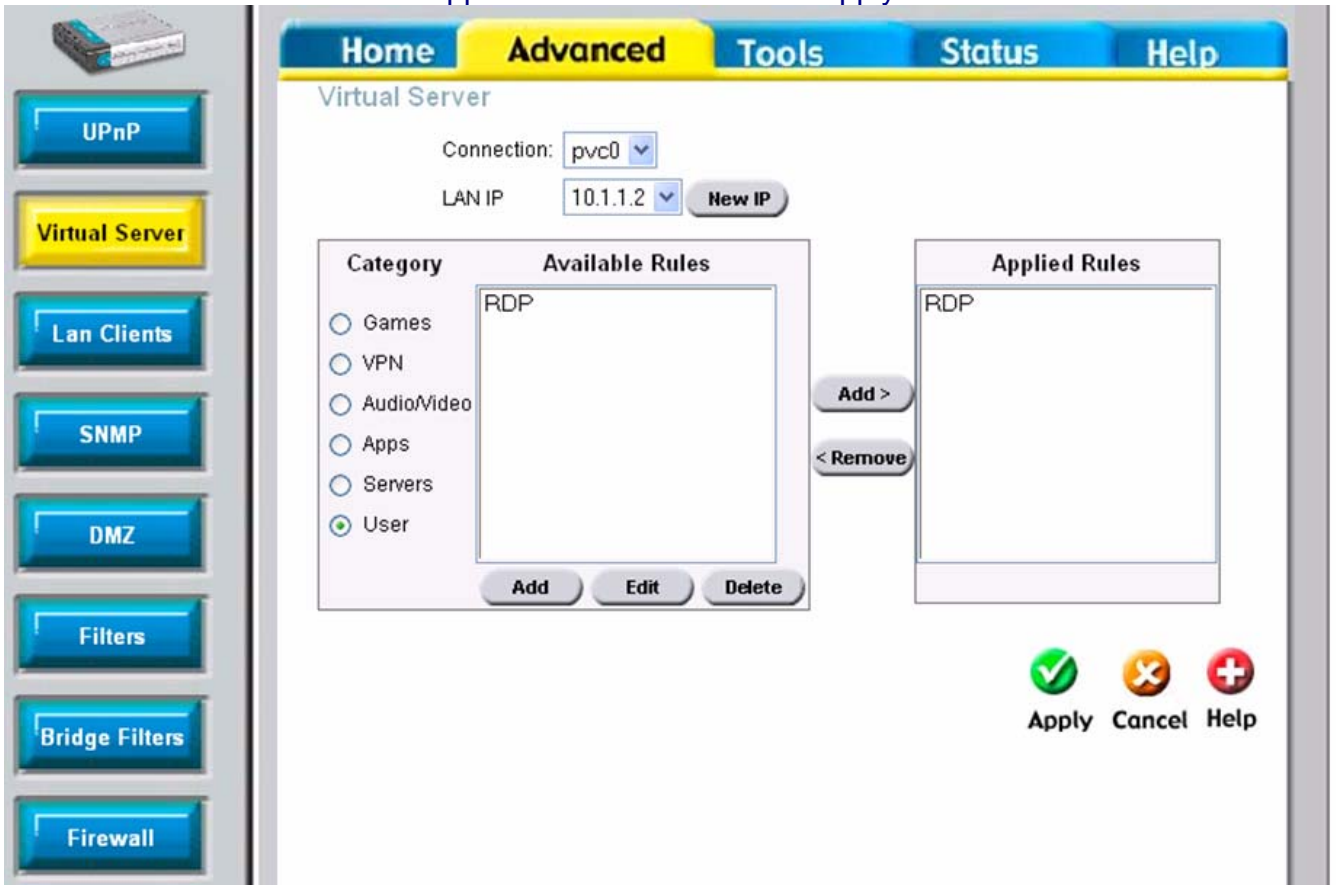 Home Advanced Tools Status Help
Virtual Server
Connection: pvc0
LAN IP 10.1.1.2 New IP
UPnP
Virtual Server
Lan Clients
SNMP
DMZ
Filters
Bridge Filters
Firewall
Category Available Rules
Games
VPN
Audio/Video
Apps
Servers
User
RDP
Add Edit Delete
Add >
< Remove
Applied Rules
RDP
Apply Cancel Help